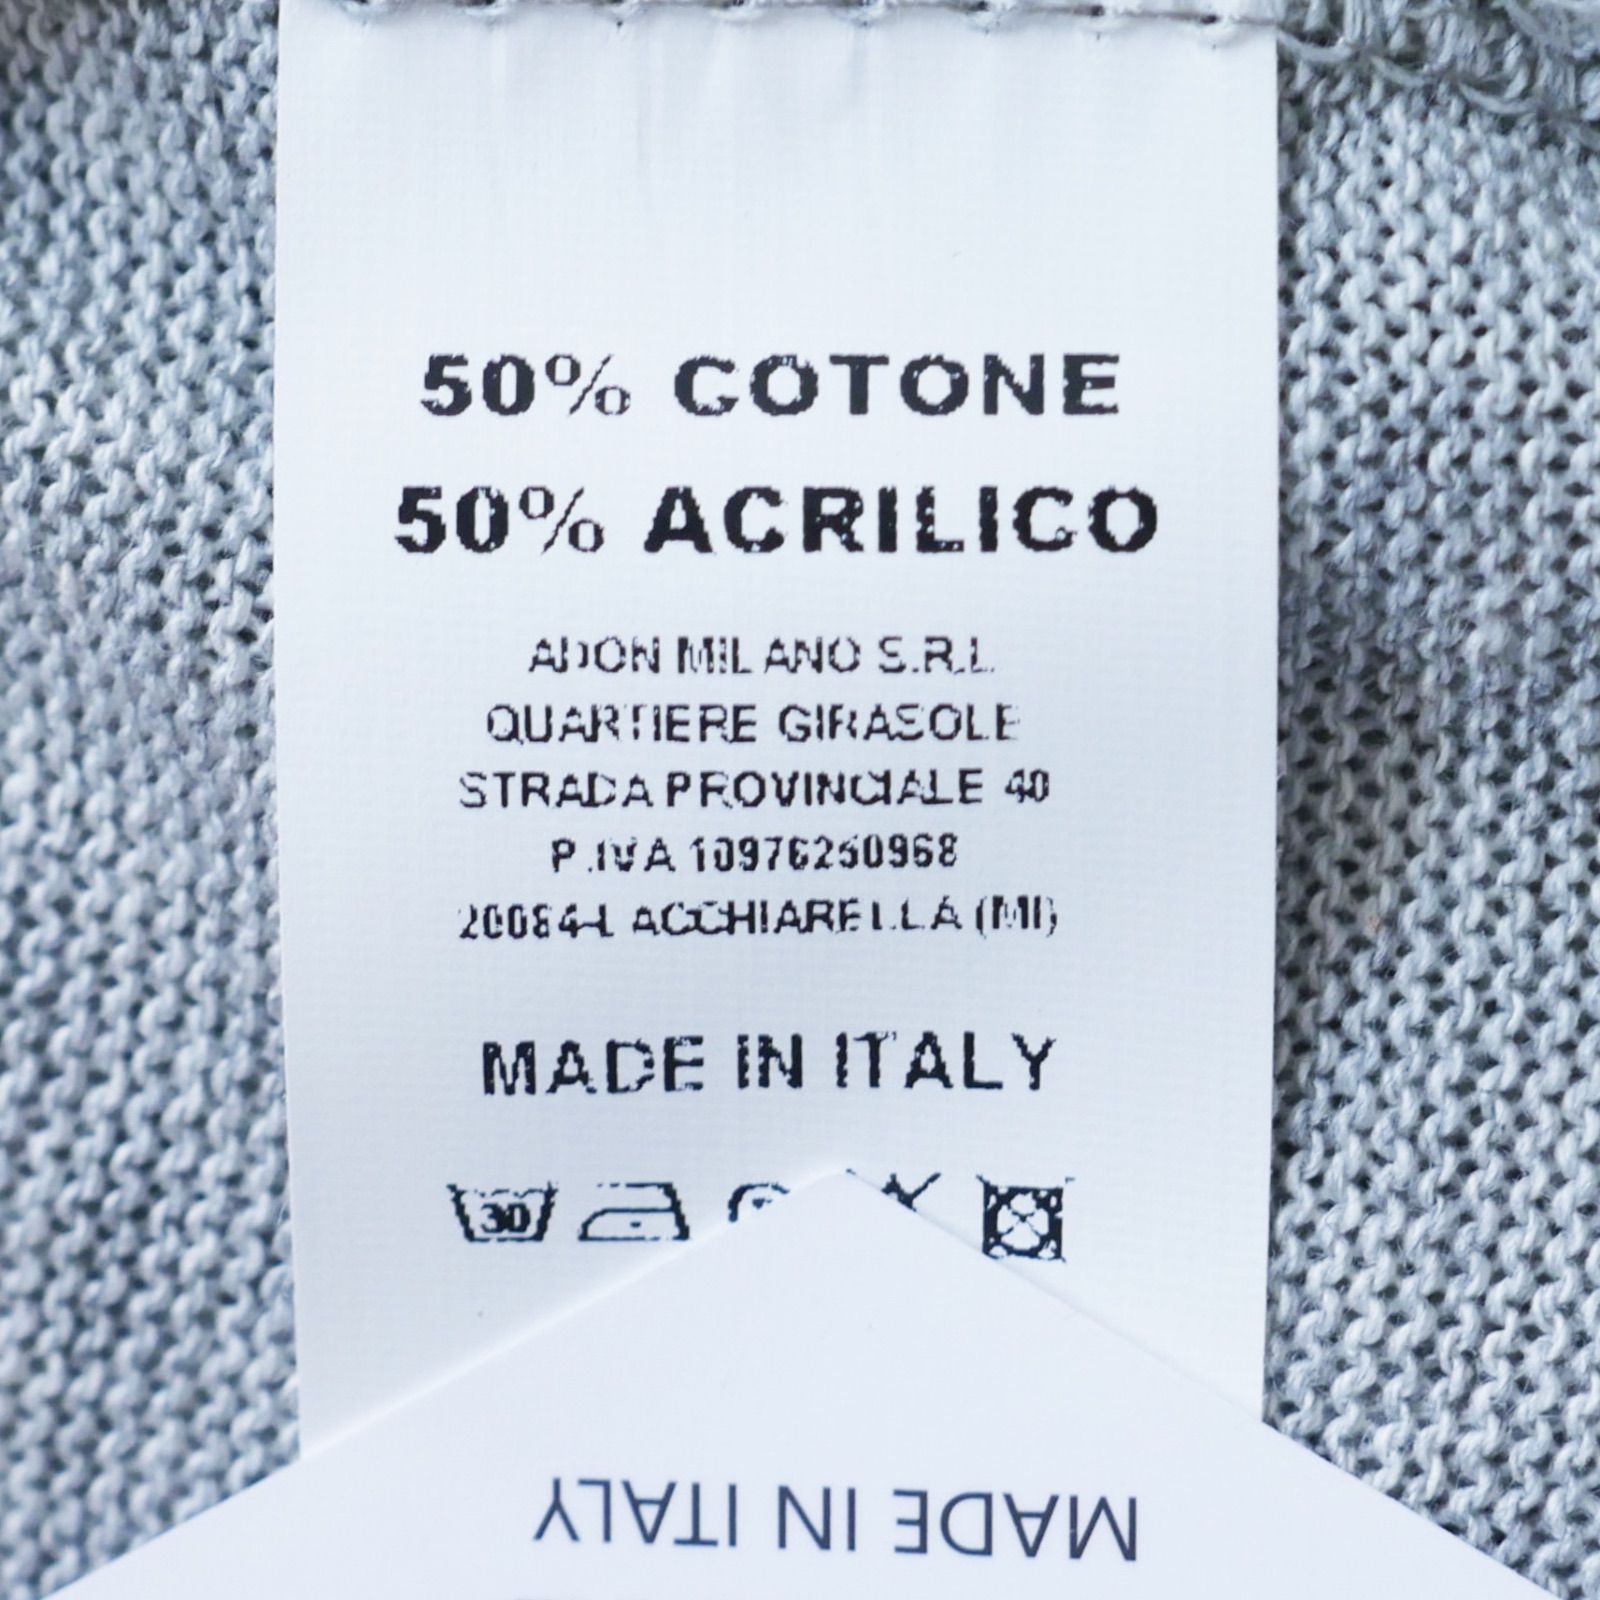 50% COTONE
50% ACRILICO
ADON MILANO S.R.L.
QUARTIERE GIRASOLE
STRADA PROVINCIALE 40
P.IVA 10976250968
20084-LACCHIARELLA (MI)
MADE IN ITALY
30
MADE IN ITALY